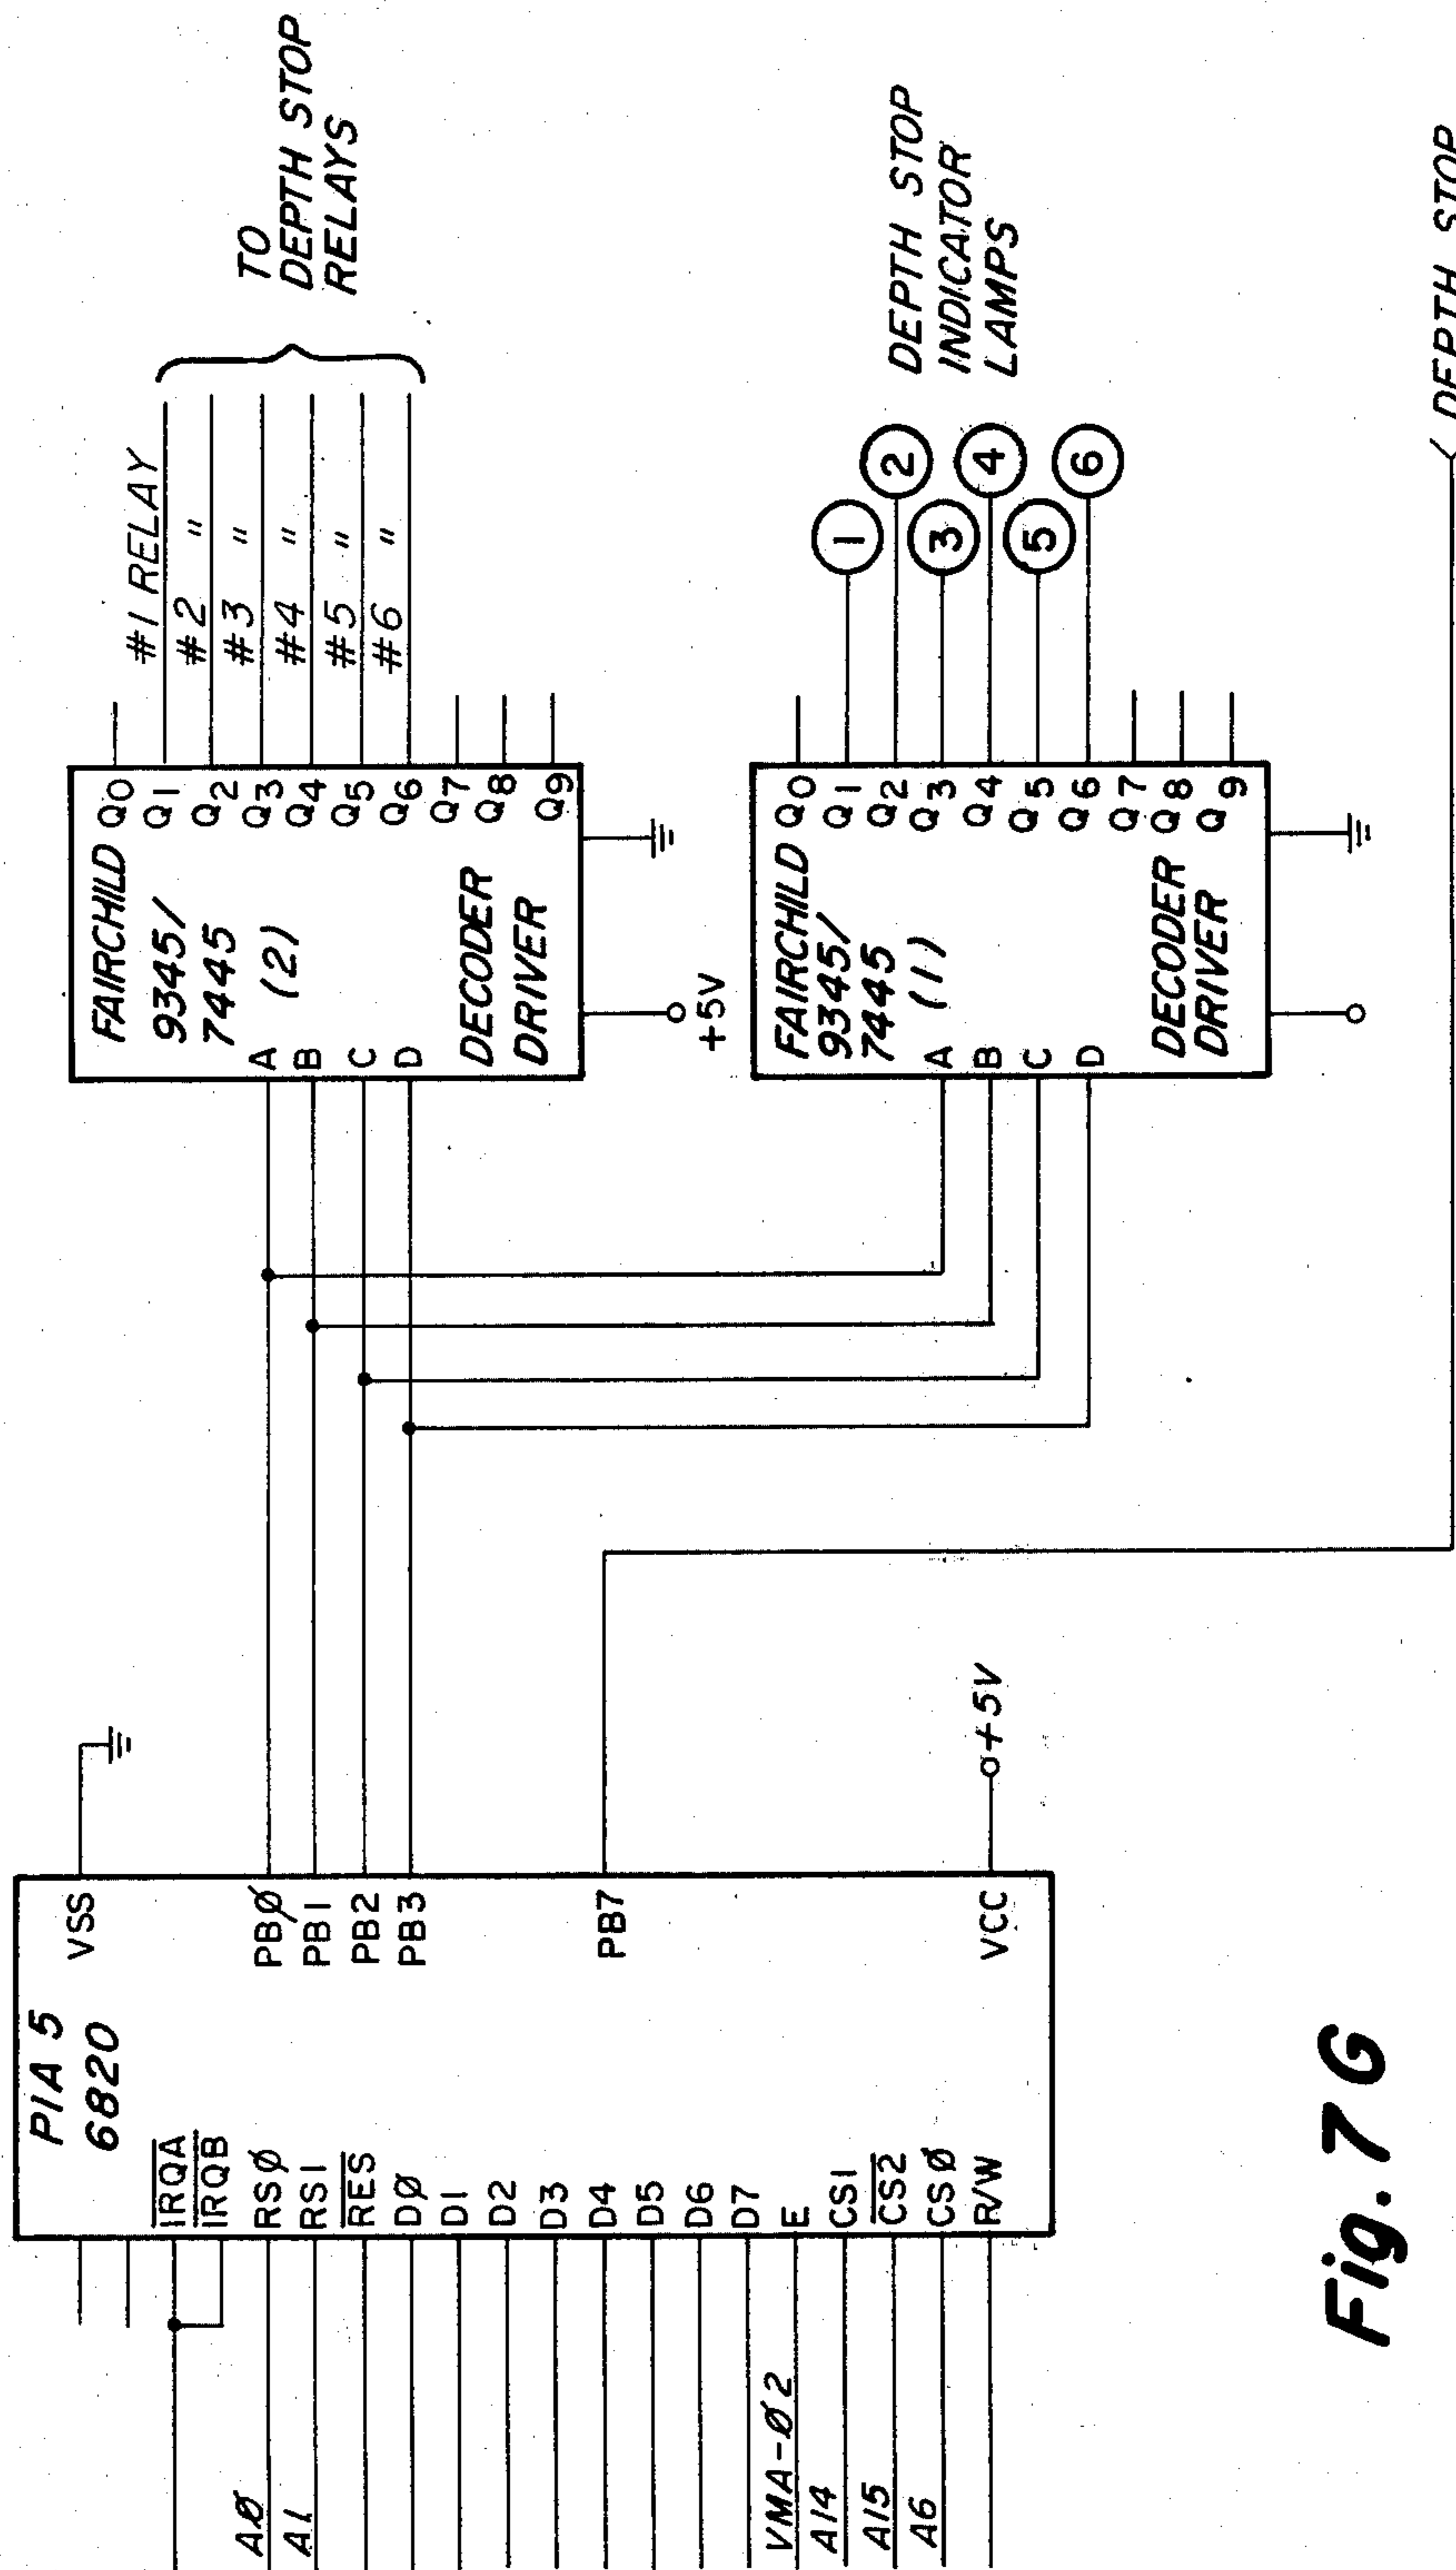 PIA 5
6820
VSS
IRQA
IRQB
RSØ
RS1
RES
DØ
D1
D2
D3
D4
D5
D6
D7
E
CS1
CS2
CSØ
R/W
PBØ
PB1
PB2
PB3
PB7
VCC
+5V
AØ
A1
VMA-Ø2
A14
A15
A6
FAIRCHILD
9345/
7445
(2)
A
B
C
D
DECODER
DRIVER
Q0
Q1
Q2
Q3
Q4
Q5
Q6
Q7
Q8
Q9
+5V
#1 RELAY
#2 "
#3 "
#4 "
#5 "
#6 "
TO
DEPTH STOP
RELAYS
FAIRCHILD
9345/
7445
(1)
A
B
C
D
DECODER
DRIVER
Q0
Q1
Q2
Q3
Q4
Q5
Q6
Q7
Q8
Q9
1
2
3
4
5
6
DEPTH STOP
INDICATOR
LAMPS
DEPTH STOP
Fig. 7G